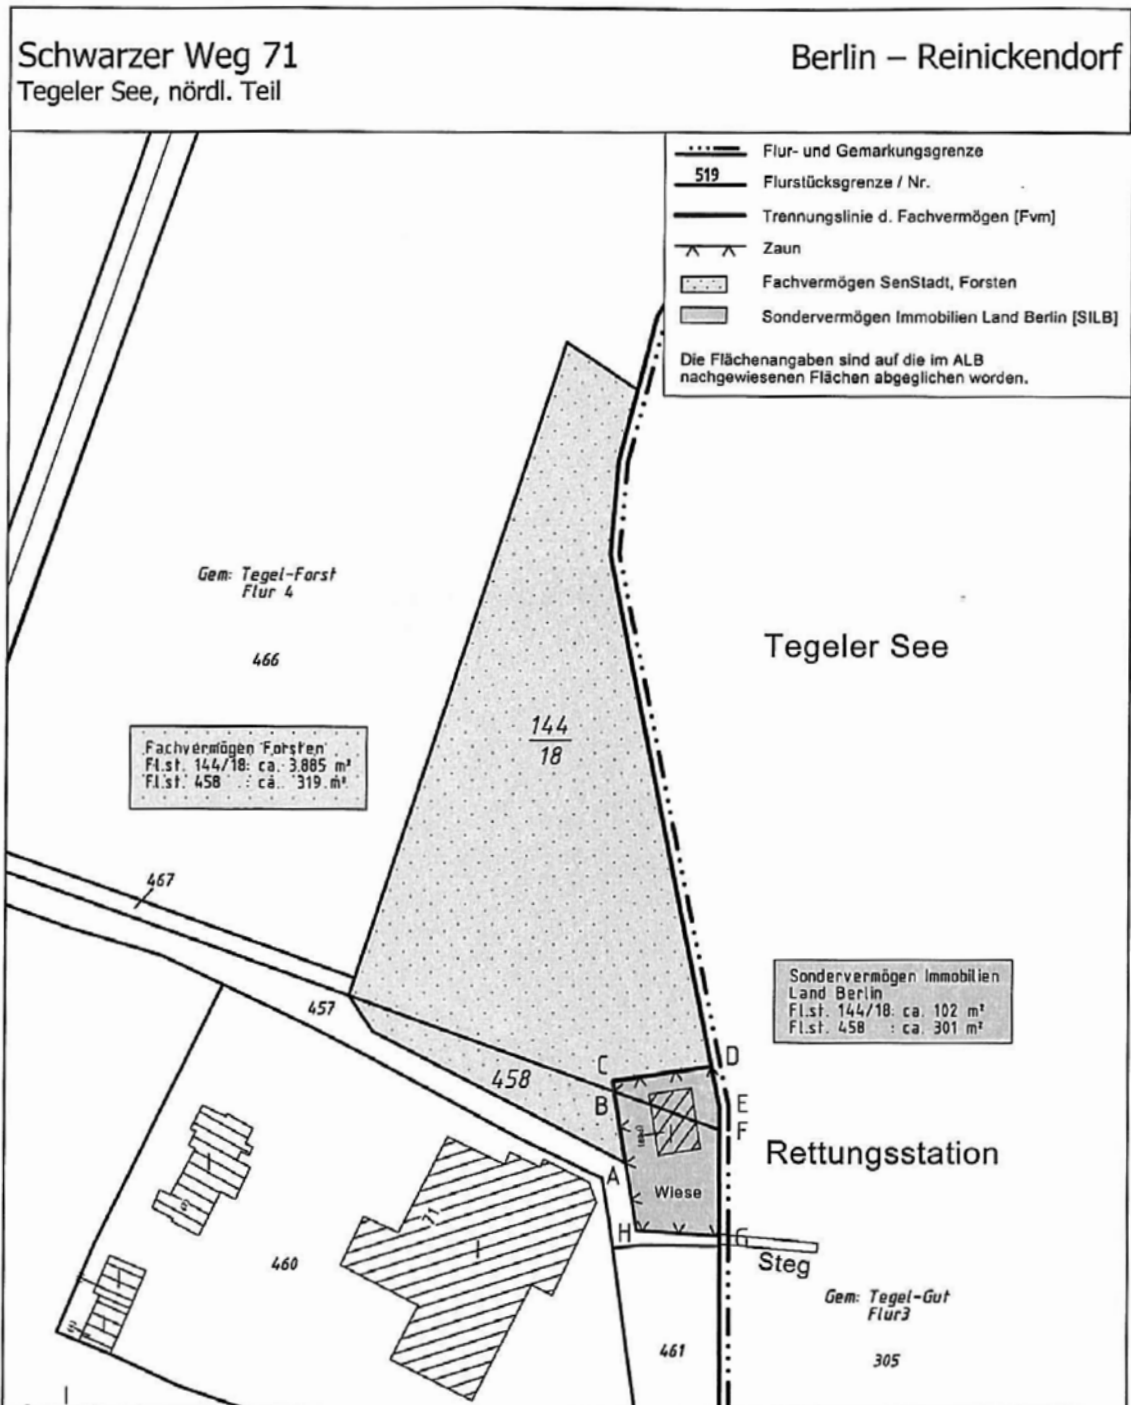 Schwarzer Weg 71
Tegeler See, nördl. Teil
Berlin – Reinickendorf
Flur- und Gemarkungsgrenze
519
Flurstücksgrenze / Nr.
Trennungslinie d. Fachvermögen [Fvm]
Zaun
Fachvermögen SenStadt, Forsten
Sondervermögen Immobilien Land Berlin [SILB]
Die Flächenangaben sind auf die im ALB
nachgewiesenen Flächen abgeglichen worden.
Gem: Tegel-Forst
Flur 4
466
Tegeler See
144
18
Fachvermögen Forsten
Fl.st. 144/18: ca. 3.885 m²
Fl.st. 458 : ca. 319 m²
467
457
458
Sondervermögen Immobilien
Land Berlin
Fl.st. 144/18: ca. 102 m²
Fl.st. 458 : ca. 301 m²
C
D
B
E
F
A
Rettungsstation
Wiese
H
G
Steg
71
460
461
Gem: Tegel-Gut
Flur3
305